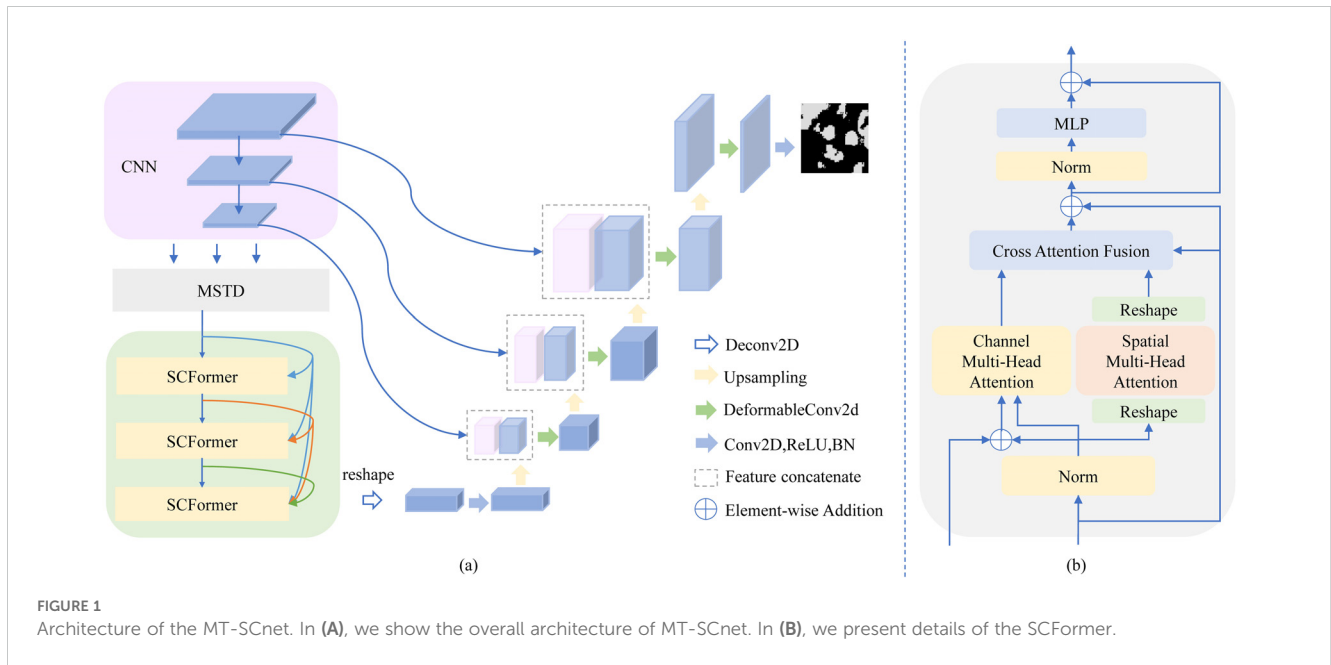 CNN
MSTD
SCFormer
SCFormer
SCFormer
reshape
Deconv2D
Upsampling
DeformableConv2d
Conv2D,ReLU,BN
Feature concatenate
Element-wise Addition
(a)
MLP
Norm
Cross Attention Fusion
Reshape
Channel
Multi-Head
Attention
Spatial
Multi-Head
Attention
Reshape
Norm
(b)
FIGURE 1
Architecture of the MT-SCnet. In (A), we show the overall architecture of MT-SCnet. In (B), we present details of the SCFormer.